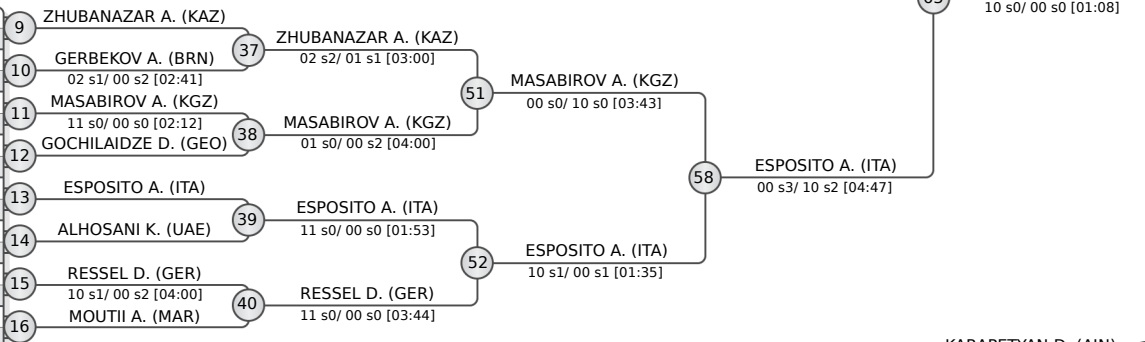 10 s0/ 00 s0 [01:08]
9
ZHUBANAZAR A. (KAZ)
37
ZHUBANAZAR A. (KAZ)
02 s2/ 01 s1 [03:00]
10
GERBEKOV A. (BRN)
02 s1/ 00 s2 [02:41]
51
MASABIROV A. (KGZ)
00 s0/ 10 s0 [03:43]
11
MASABIROV A. (KGZ)
11 s0/ 00 s0 [02:12]
38
MASABIROV A. (KGZ)
01 s0/ 00 s2 [04:00]
12
GOCHILAIDZE D. (GEO)
58
ESPOSITO A. (ITA)
00 s3/ 10 s2 [04:47]
13
ESPOSITO A. (ITA)
39
ESPOSITO A. (ITA)
11 s0/ 00 s0 [01:53]
14
ALHOSANI K. (UAE)
52
ESPOSITO A. (ITA)
10 s1/ 00 s1 [01:35]
15
RESSEL D. (GER)
10 s1/ 00 s2 [04:00]
40
RESSEL D. (GER)
11 s0/ 00 s0 [03:44]
16
MOUTII A. (MAR)